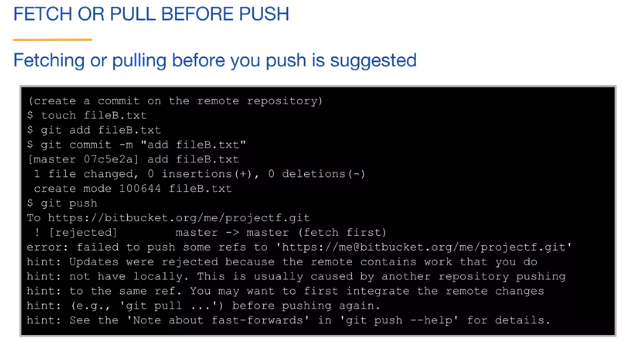 FETCH OR PULL BEFORE PUSH
Fetching or pulling before you push is suggested
(create a commit on the remote repository)
$ touch fileB.txt
$ git add fileB.txt
$ git commit -m "add fileB.txt"
[master 07c5e2a] add fileB.txt
1 file changed, 0 insertions(+), 0 deletions(-)
create mode 100644 fileB.txt
$ git push
To https://bitbucket.org/me/projectf.git
! [rejected] master -> master (fetch first)
error: failed to push some refs to 'https://me@bitbucket.org/me/projectf.git'
hint: Updates were rejected because the remote contains work that you do
hint: not have locally. This is usually caused by another repository pushing
hint: to the same ref. You may want to first integrate the remote changes
hint: (e.g., 'git pull ...') before pushing again.
hint: See the 'Note about fast-forwards' in 'git push --help' for details.